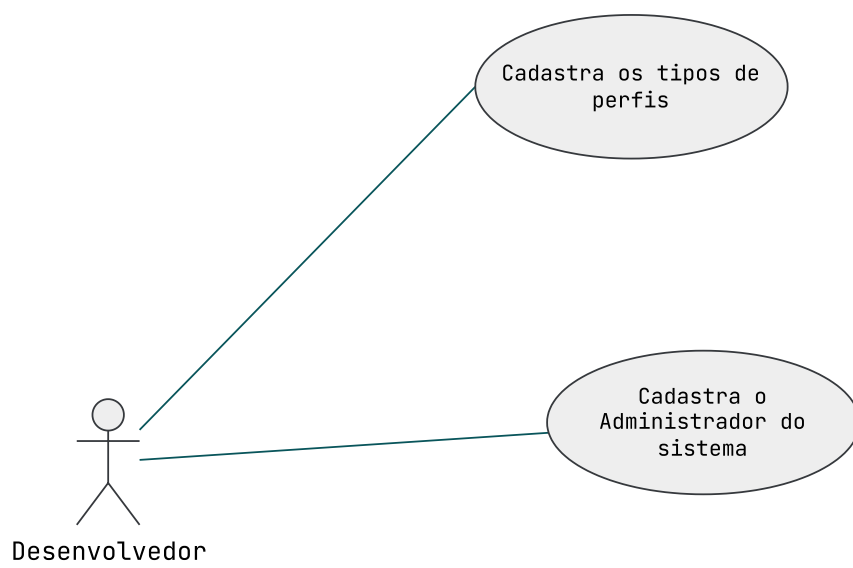 Cadastra os tipos de
perfis
Cadastra o
Administrador do
sistema
Desenvolvedor